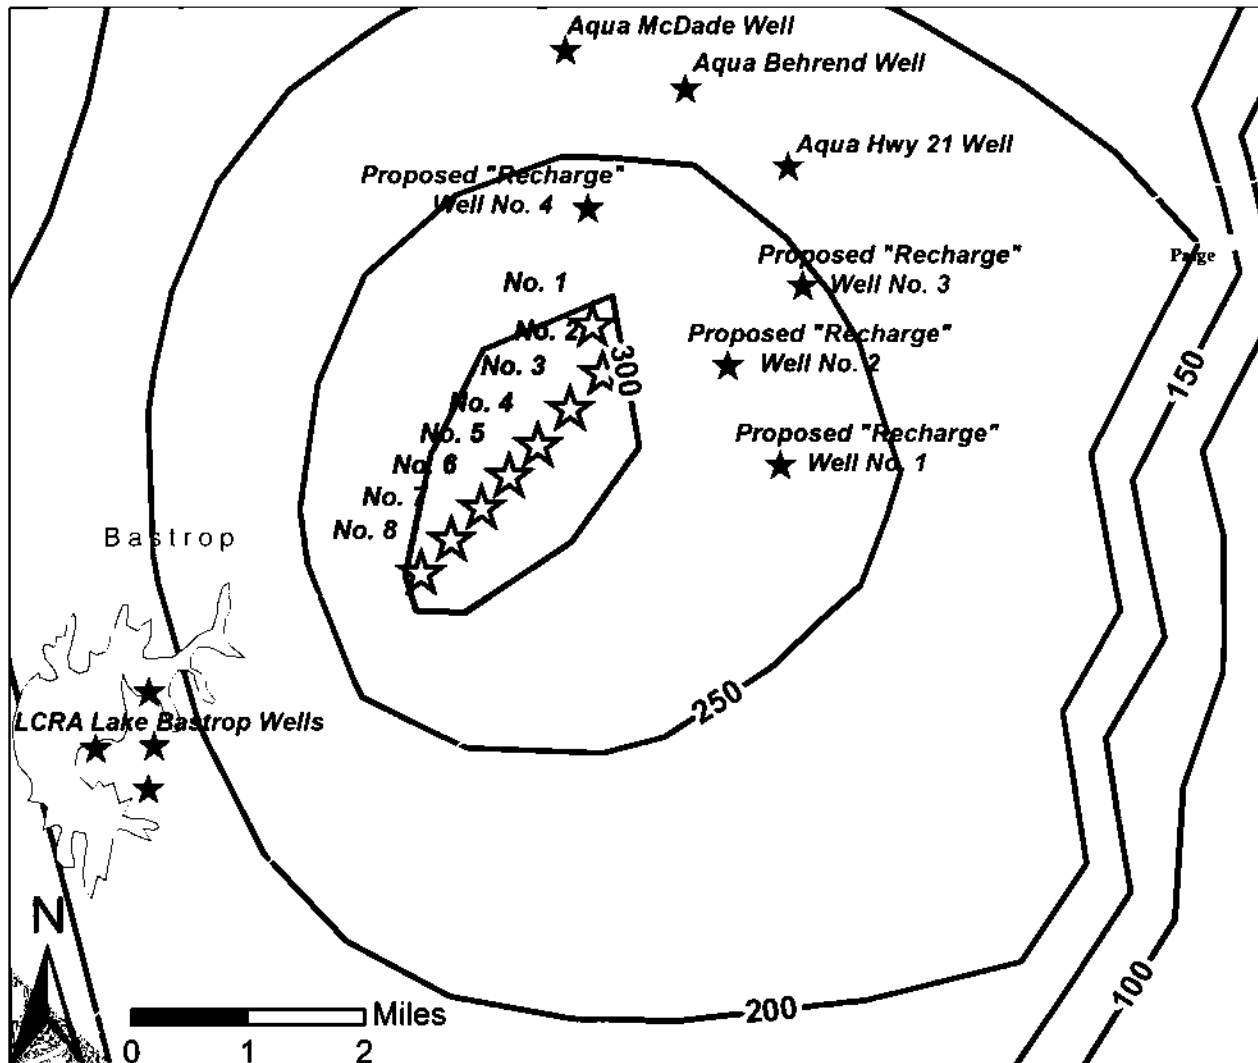 Aqua McDade Well
Aqua Behrend Well
Aqua Hwy 21 Well
Proposed "Recharge"
Well No. 4
Proposed "Recharge"
Well No. 3
Paige
No. 1
No. 2
Proposed "Recharge"
Well No. 2
No. 3
300
150
No. 4
No. 5
Proposed "Recharge"
Well No. 1
No. 6
No. 7
No. 8
Bastrop
250
LCRA Lake Bastrop Wells
N
100
200
Miles
0 1 2